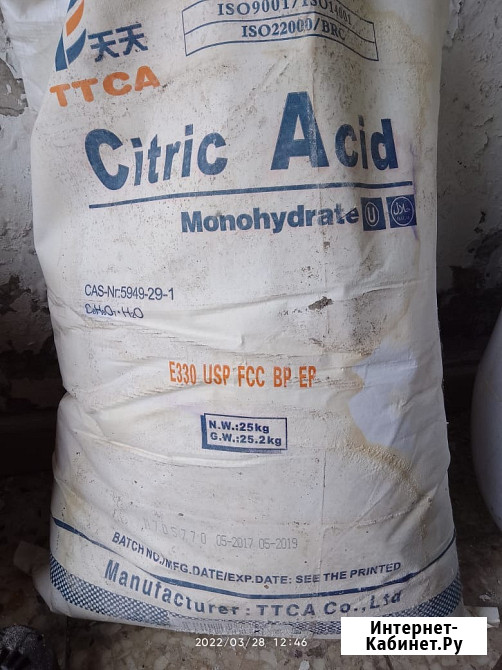 ISO9001/ISO14001
ISO22000/BRC
天天
TTCA
Citric Acid
Monohydrate
U
CAS-Nr:5949-29-1
C₆H₈O₇·H₂O
E330 USP FCC BP EP
N.W.:25kg
G.W.:25.2kg
05-2017 05-2019
BATCH NO./MFG.DATE/EXP.DATE: SEE THE PRINTED
Manufacturer : TTCA Co., Ltd
2022/03/28 12:46
Интернет-
Кабинет.Ру